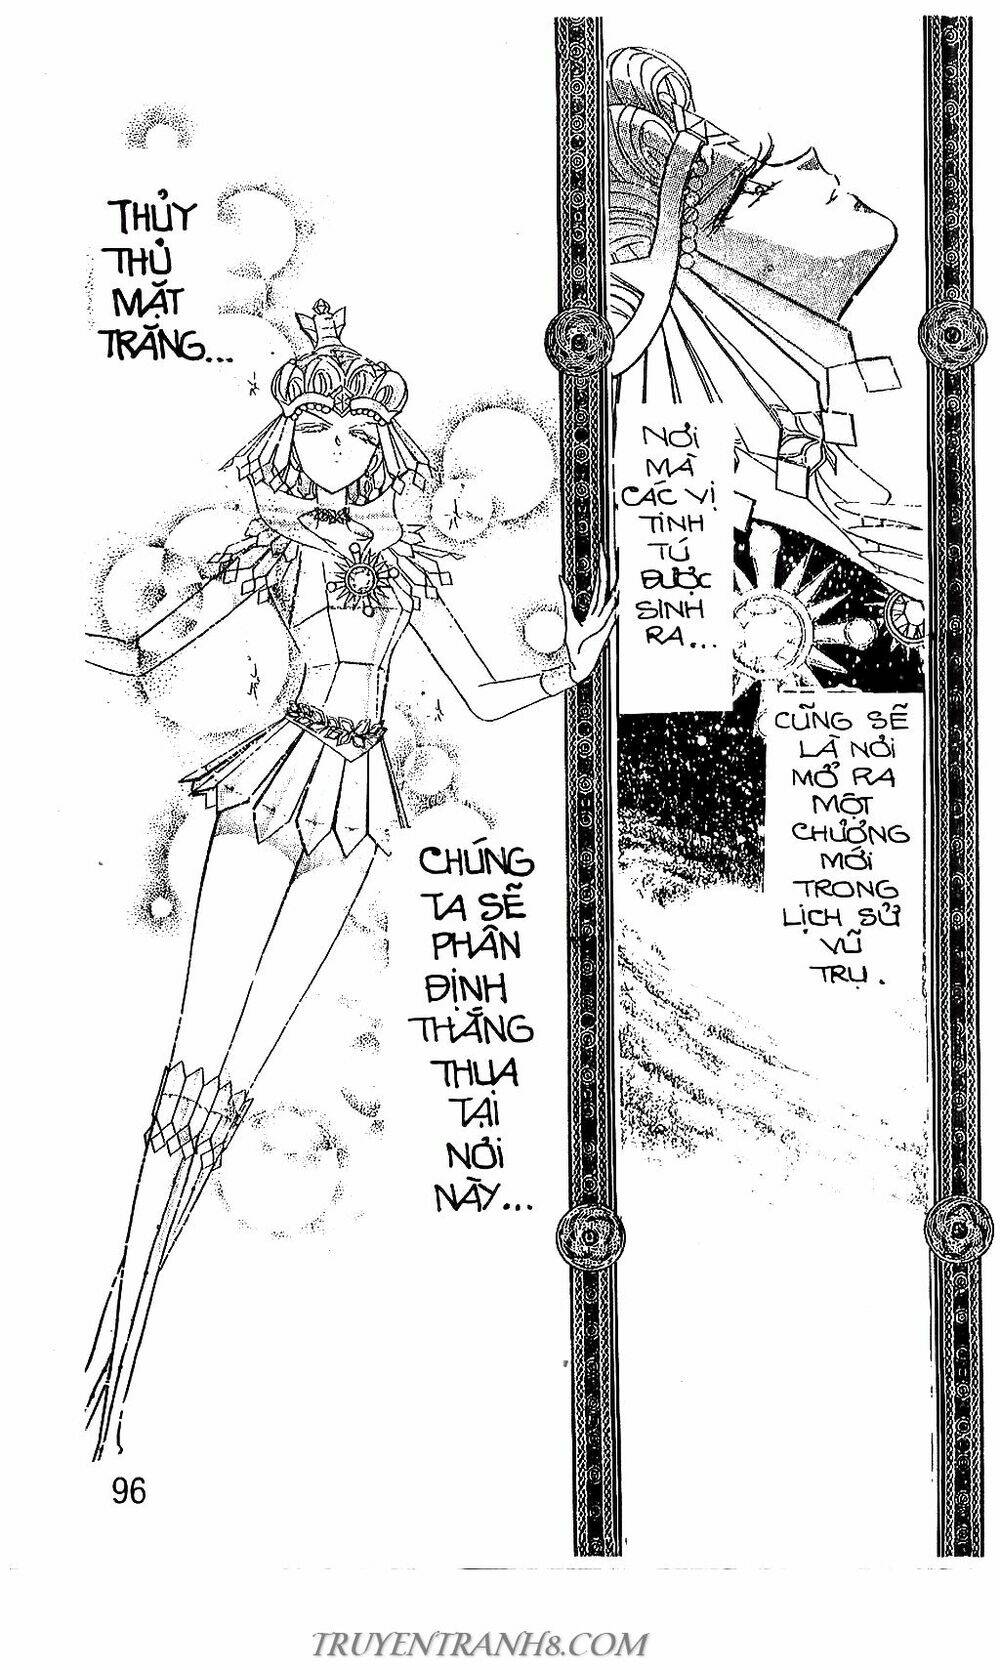 NƠI
MÀ
CÁC VỊ
TINH
TÚ
ĐƯỢC
SINH
RA...
CŨNG SẼ
LÀ NƠI
MỞ RA
MỘT
CHƯƠNG
MỚI
TRONG
LỊCH SỬ
VŨ
TRỤ.
THỦY
THỦ
MẶT
TRĂNG...
CHÚNG
TA SẼ
PHÂN
ĐỊNH
THẮNG
THUA
TẠI
NƠI
NÀY...
96
TRUYENTRANH8.COM